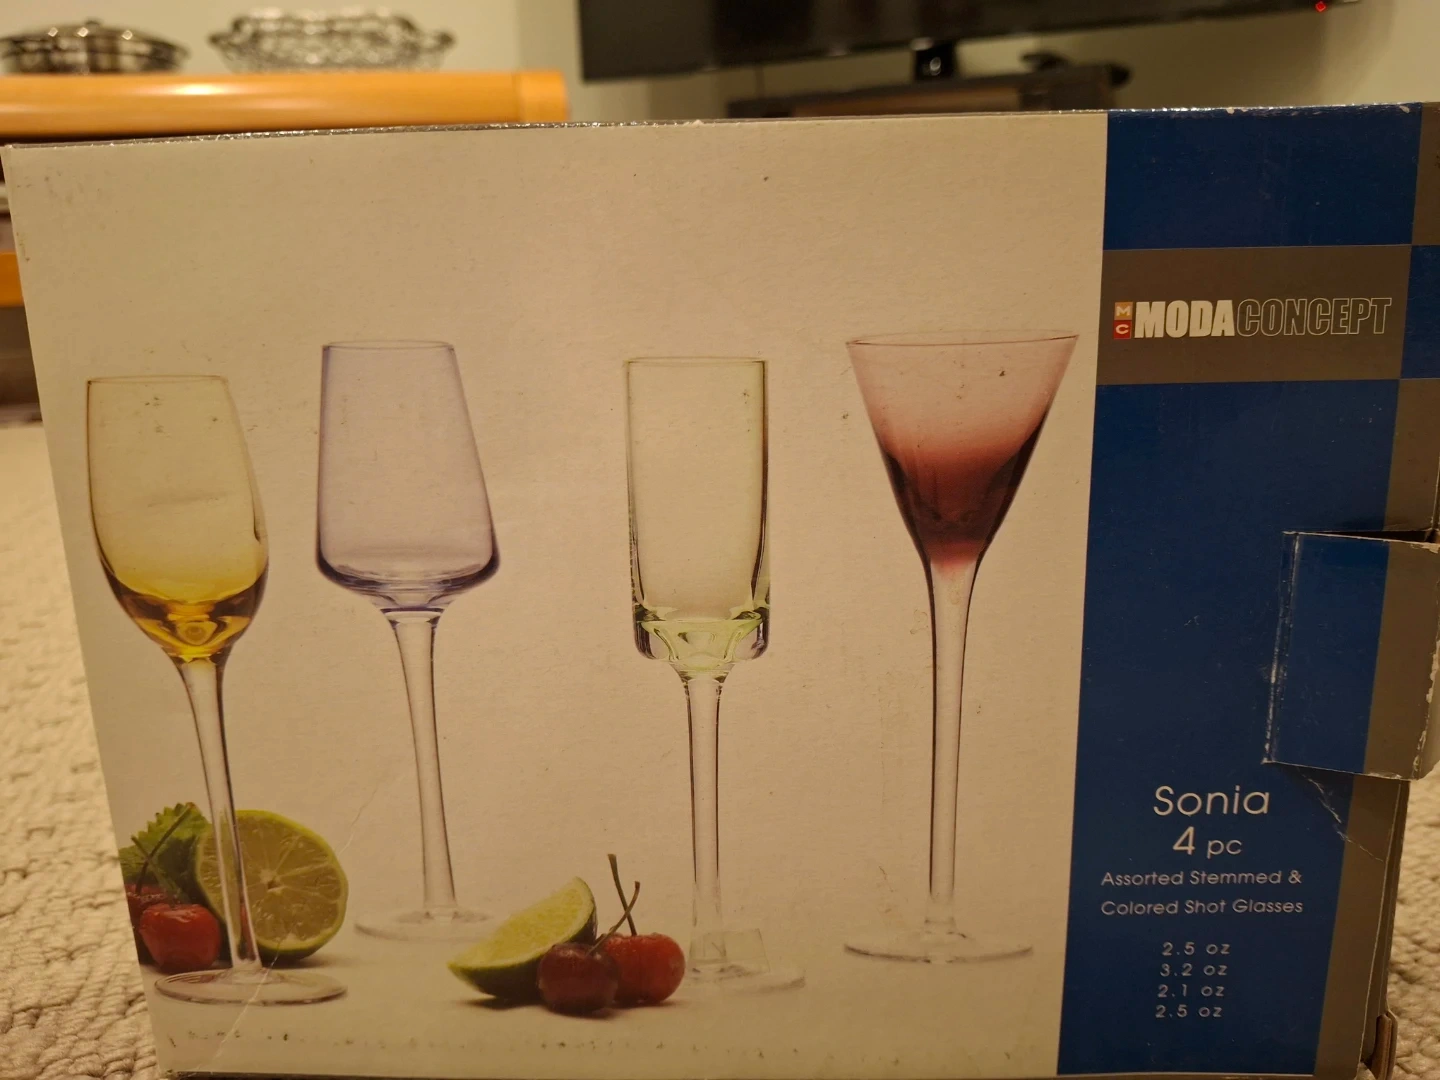 MC MODACONCEPT
Sonia
4 pc
Assorted Stemmed &
Colored Shot Glasses
2.5 oz
3.2 oz
2.1 oz
2.5 oz